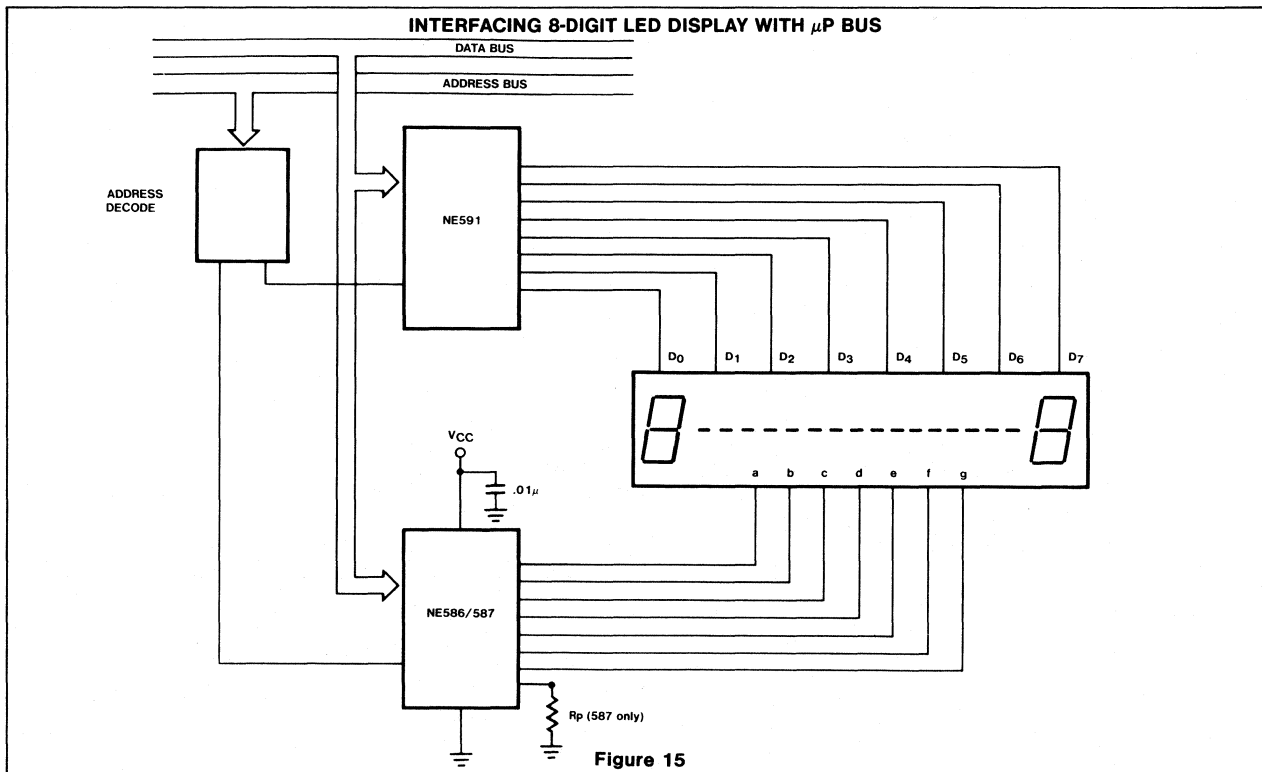 INTERFACING 8-DIGIT LED DISPLAY WITH μP BUS
DATA BUS
ADDRESS BUS
ADDRESS
DECODE
NE591
D0 D1 D2 D3 D4 D5 D6 D7
VCC
.01μ
a b c d e f g
NE586/587
Rp (587 only)
Figure 15